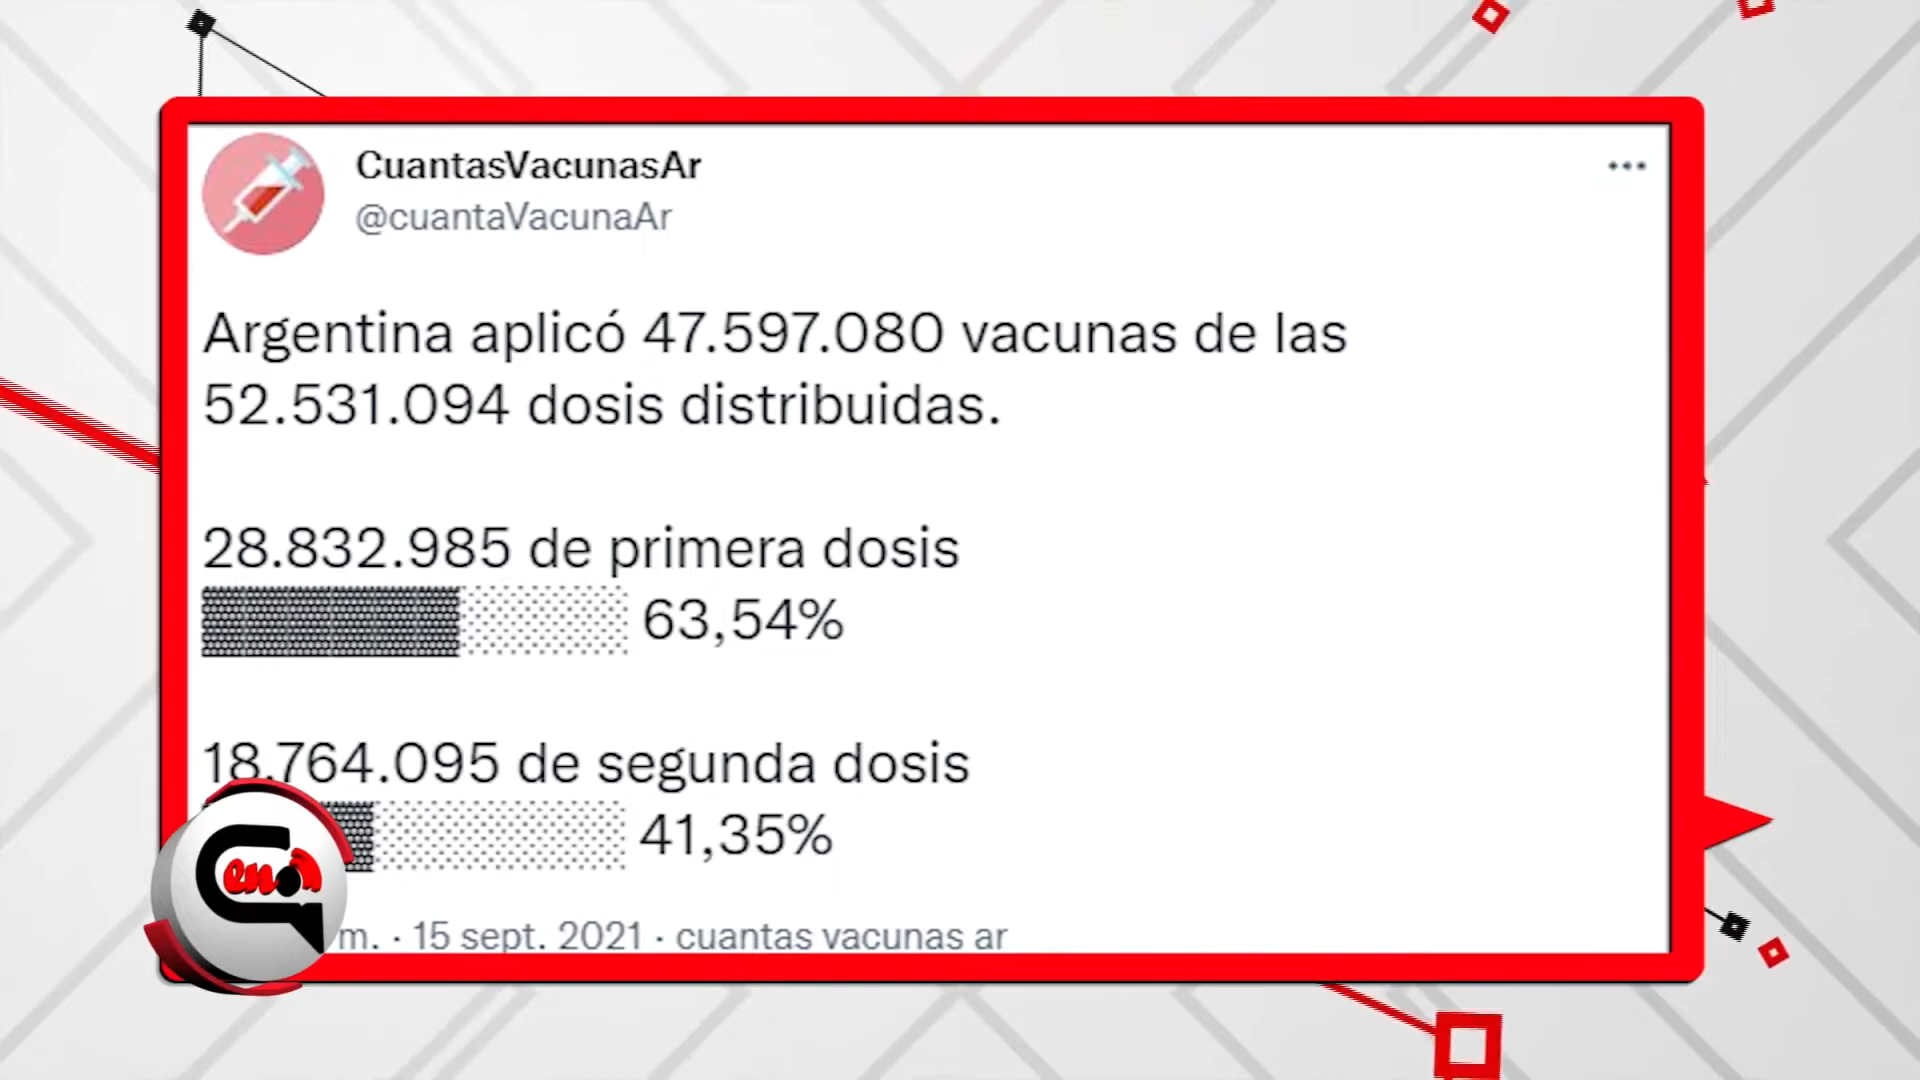 CuantasVacunasAr
@cuantaVacunaAr
Argentina aplicó 47.597.080 vacunas de las
52.531.094 dosis distribuidas.
28.832.985 de primera dosis
63,54%
18.764.095 de segunda dosis
41,35%
m. · 15 sept. 2021 · cuantas vacunas ar
en